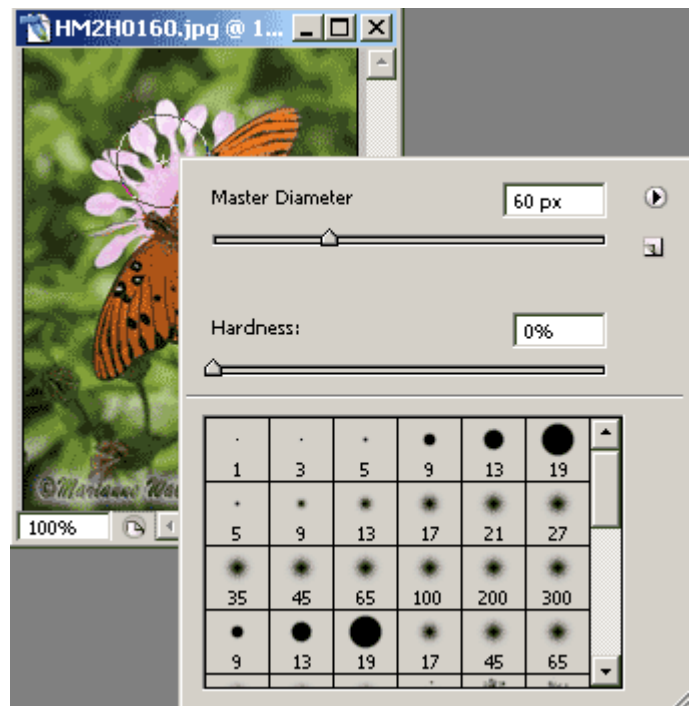 HM2H0160.jpg @ 1...
Master Diameter 60 px
Hardness: 0%
1 3 5 9 13 19
5 9 13 17 21 27
35 45 65 100 200 300
9 13 19 17 45 65
©Marianne
100%